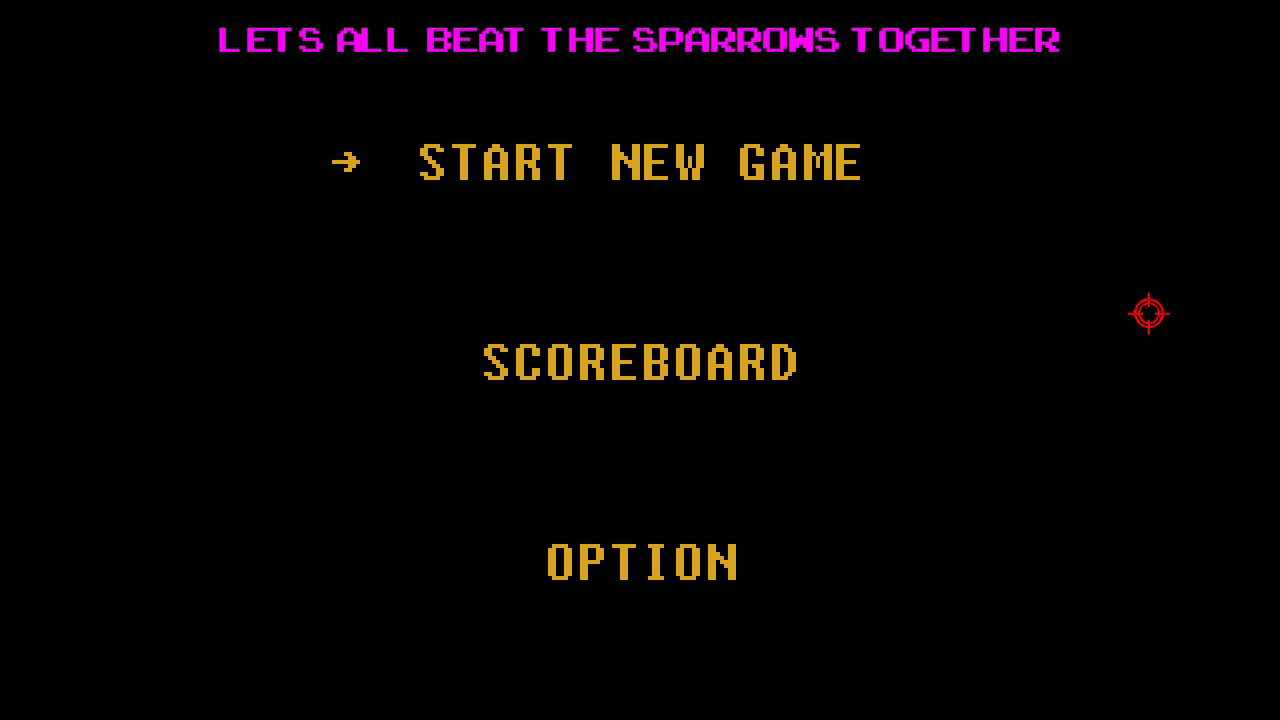 LETS ALL BEAT THE SPARROWS TOGETHER
→ START NEW GAME
SCOREBOARD
OPTION